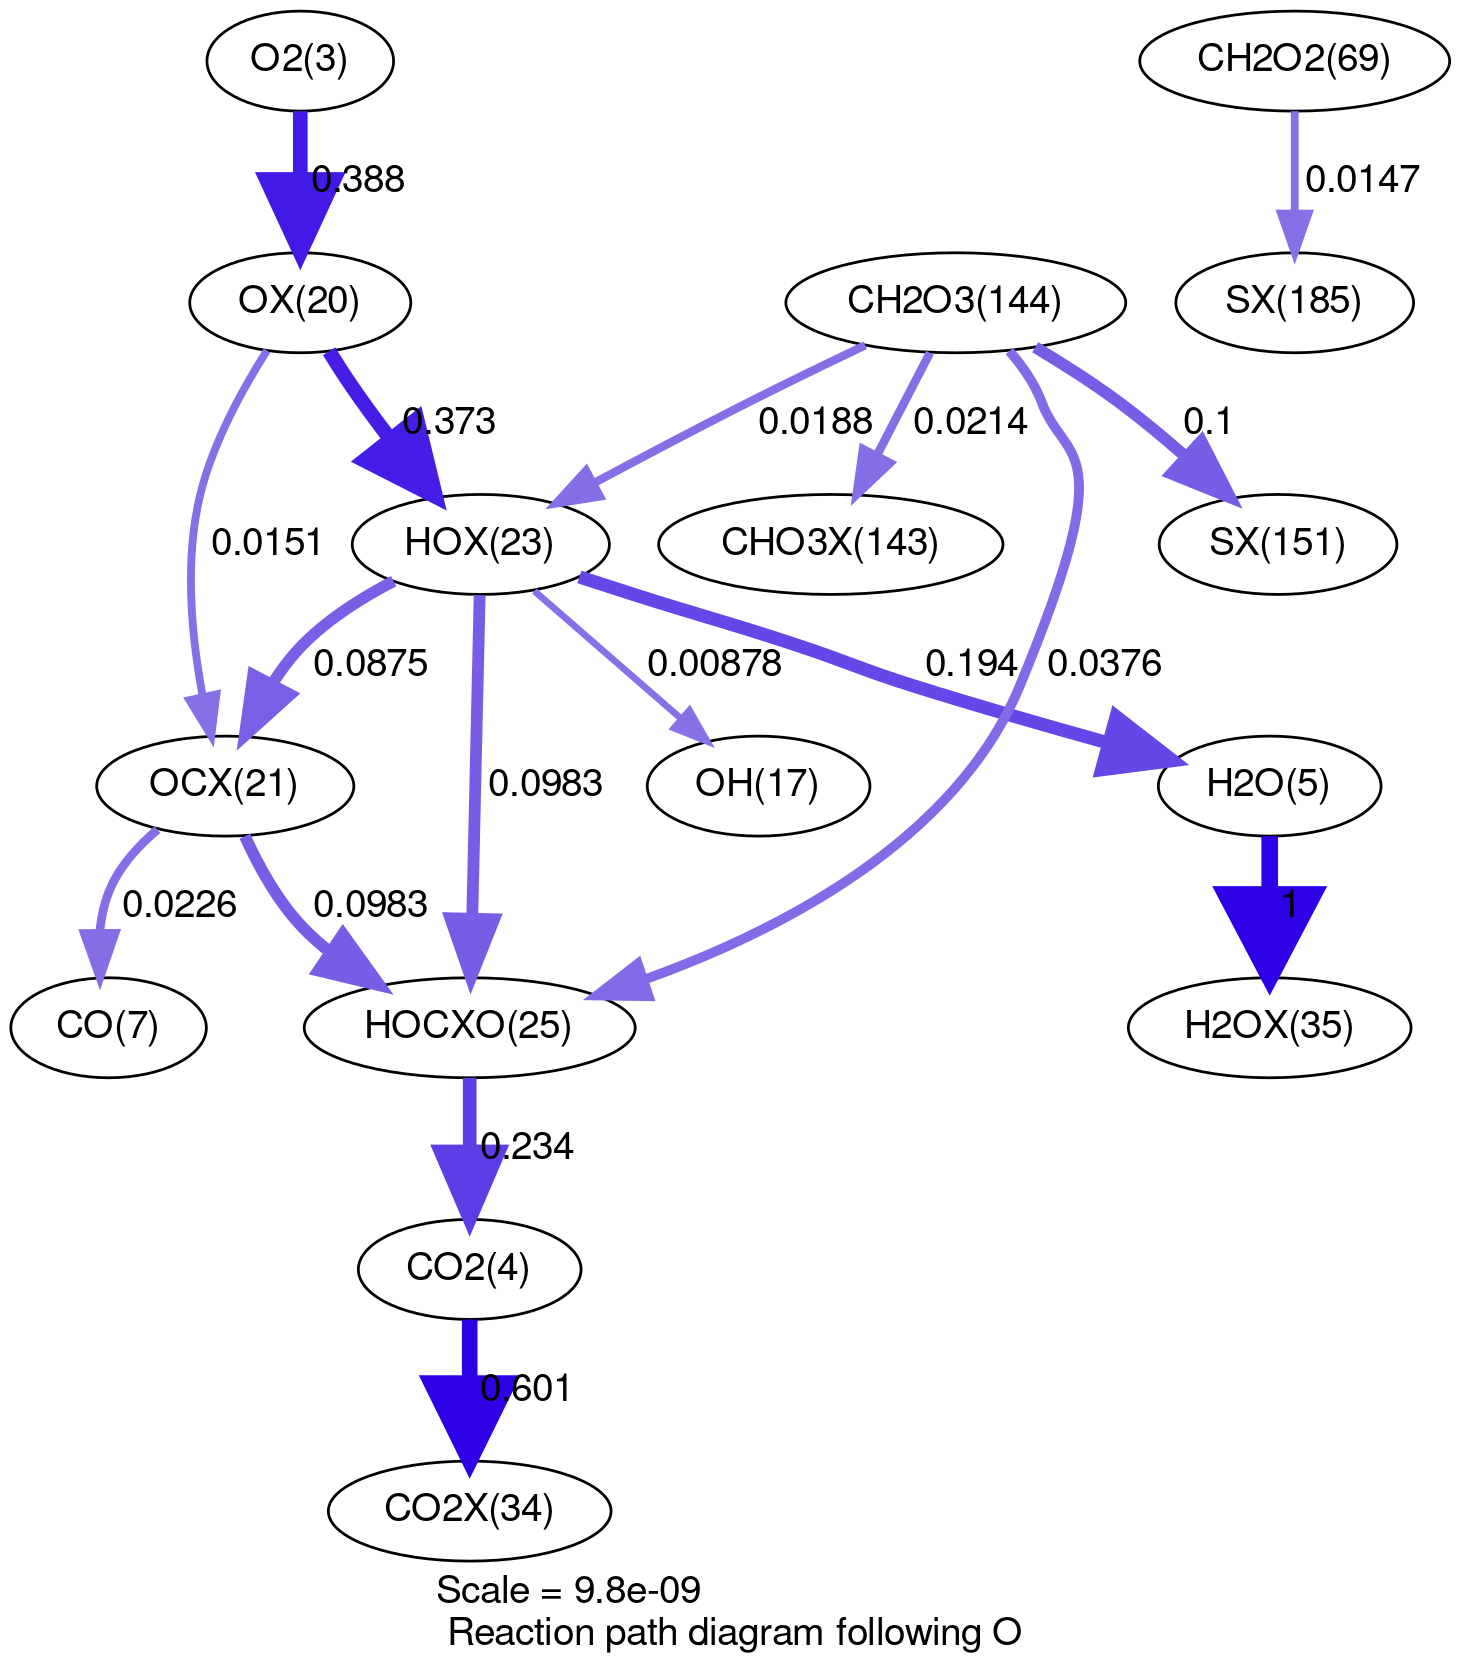 O2(3)
CH2O2(69)
0.388
0.0147
OX(20)
CH2O3(144)
SX(185)
0.373
0.0188
0.0214
0.1
0.0151
HOX(23)
CHO3X(143)
SX(151)
0.0875
0.00878
0.194
0.0376
OCX(21)
0.0983
OH(17)
H2O(5)
0.0226
0.0983
1
CO(7)
HOCXO(25)
H2OX(35)
0.234
CO2(4)
0.601
CO2X(34)
Scale = 9.8e-09
Reaction path diagram following O